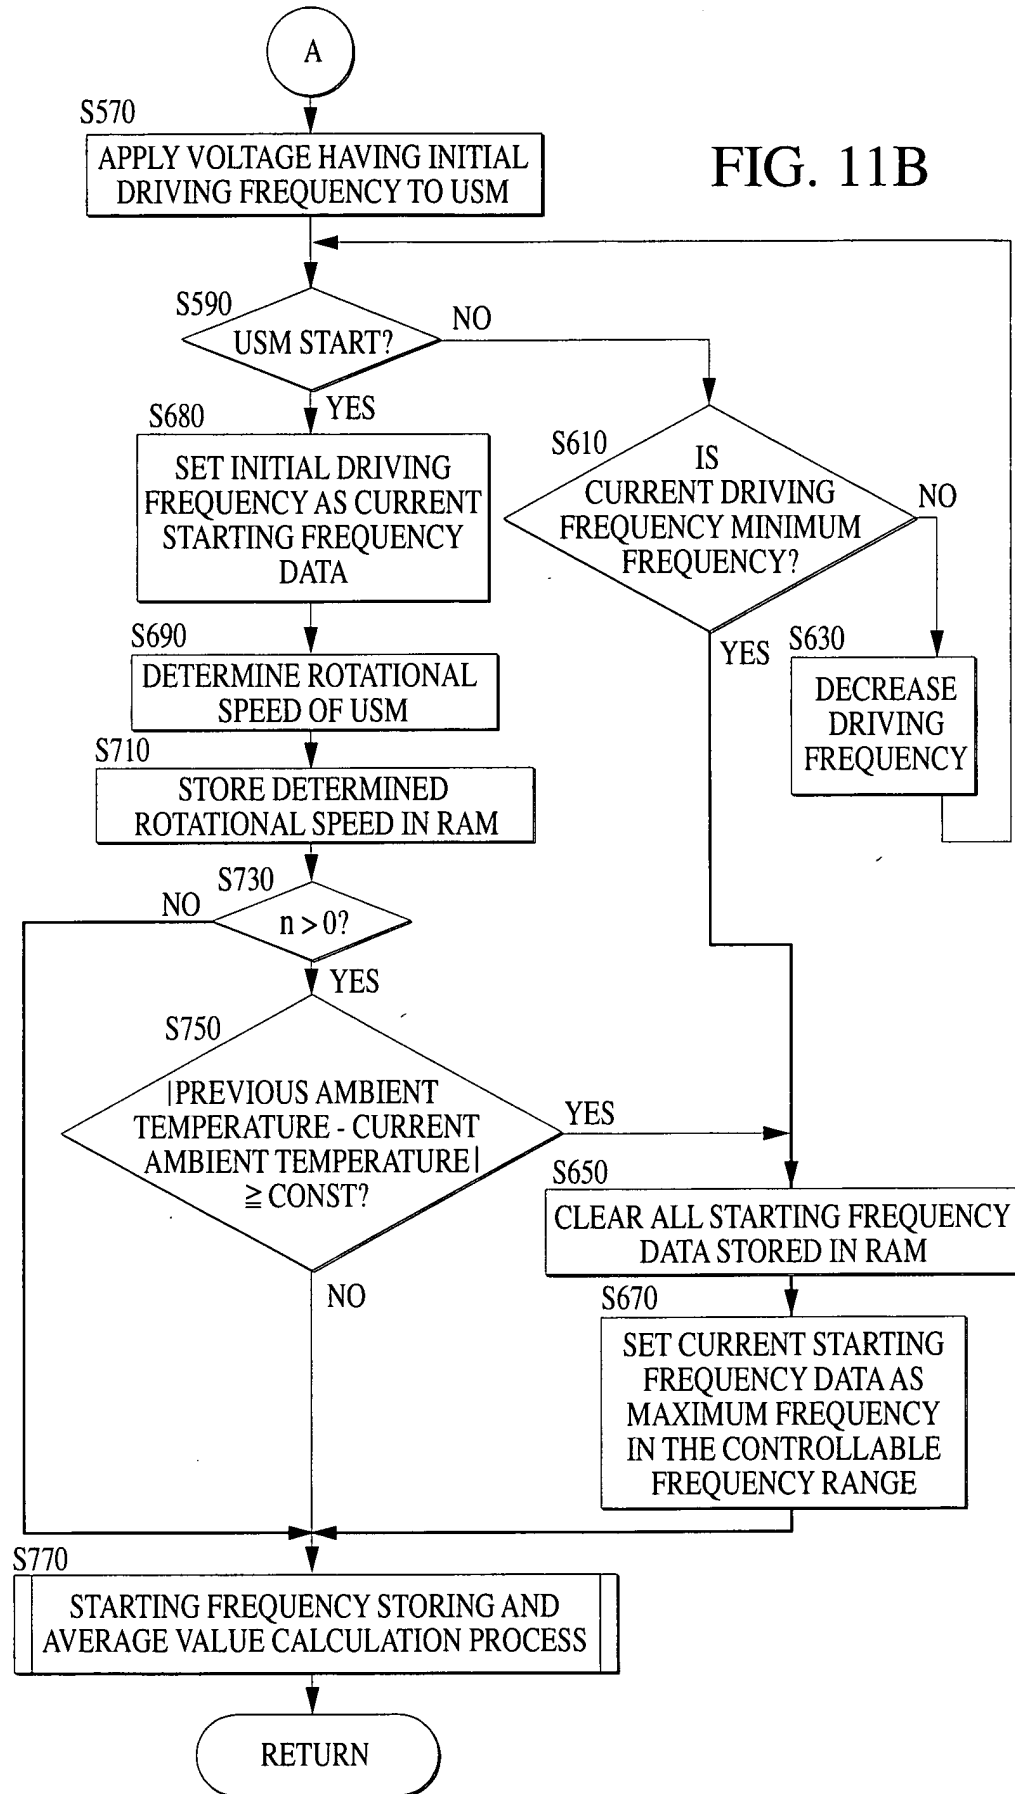 A
S570
APPLY VOLTAGE HAVING INITIAL
DRIVING FREQUENCY TO USM
FIG. 11B
S590
USM START?
NO
YES
S680
SET INITIAL DRIVING
FREQUENCY AS CURRENT
STARTING FREQUENCY
DATA
S610
IS
CURRENT DRIVING
FREQUENCY MINIMUM
FREQUENCY?
NO
YES
S630
DECREASE
DRIVING
FREQUENCY
S690
DETERMINE ROTATIONAL
SPEED OF USM
S710
STORE DETERMINED
ROTATIONAL SPEED IN RAM
S730
NO
n > 0?
YES
S750
|PREVIOUS AMBIENT
TEMPERATURE - CURRENT
AMBIENT TEMPERATURE|
≧ CONST?
YES
NO
S650
CLEAR ALL STARTING FREQUENCY
DATA STORED IN RAM
S670
SET CURRENT STARTING
FREQUENCY DATA AS
MAXIMUM FREQUENCY
IN THE CONTROLLABLE
FREQUENCY RANGE
S770
STARTING FREQUENCY STORING AND
AVERAGE VALUE CALCULATION PROCESS
RETURN